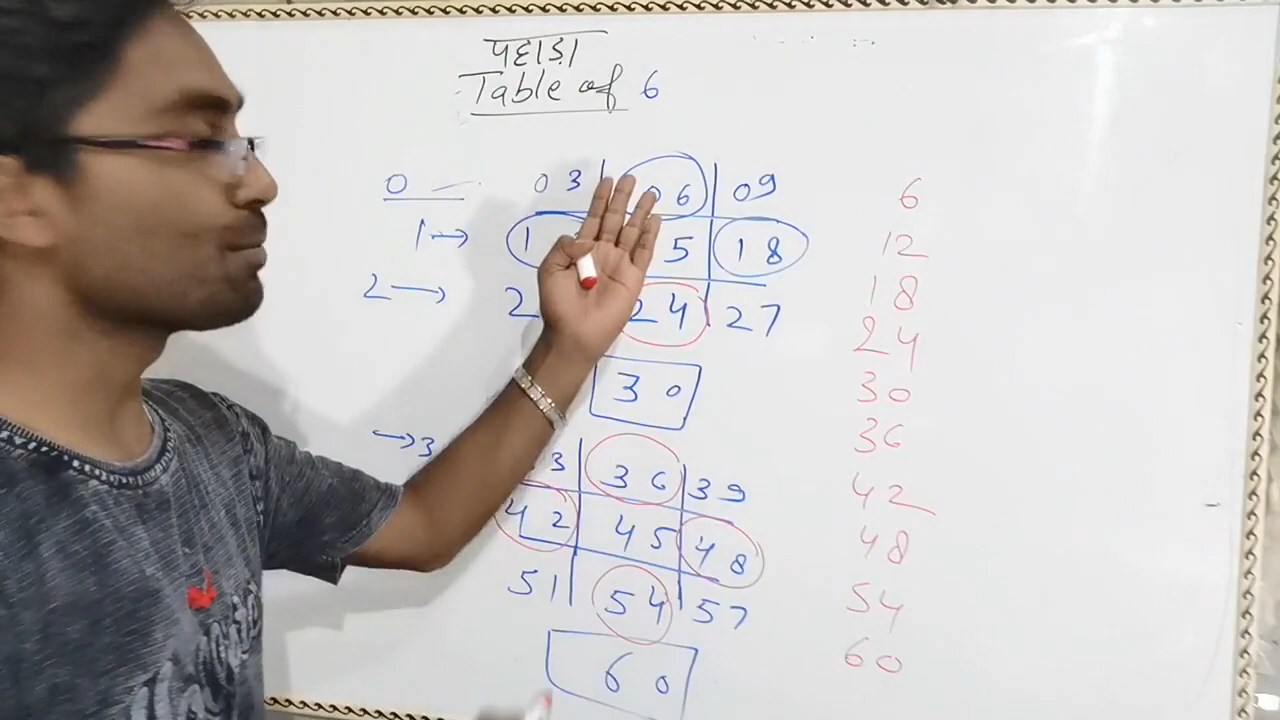 पहाडा
Table of 6
0 03 06 09 6
1 → 1 5 18 12
2 → 2 24 27 18
24
30 30
→ 3 3 36 39 36
42 45 48 42
48
51 54 57 54
60 60